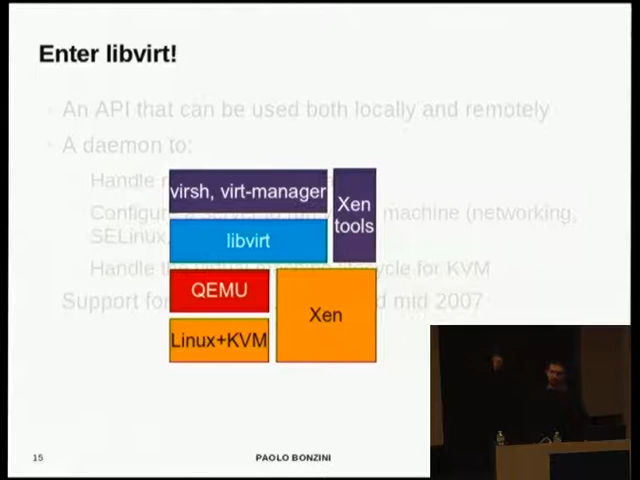 Enter libvirt!
An API that can be used both locally and remotely
A daemon to:
Handle
virsh, virt-manager
Xen
tools
Configur machine (networking,
SELinux,
libvirt
Handle the cycle for KVM
QEMU
Support for d mid 2007
Xen
Linux+KVM
15
PAOLO BONZINI